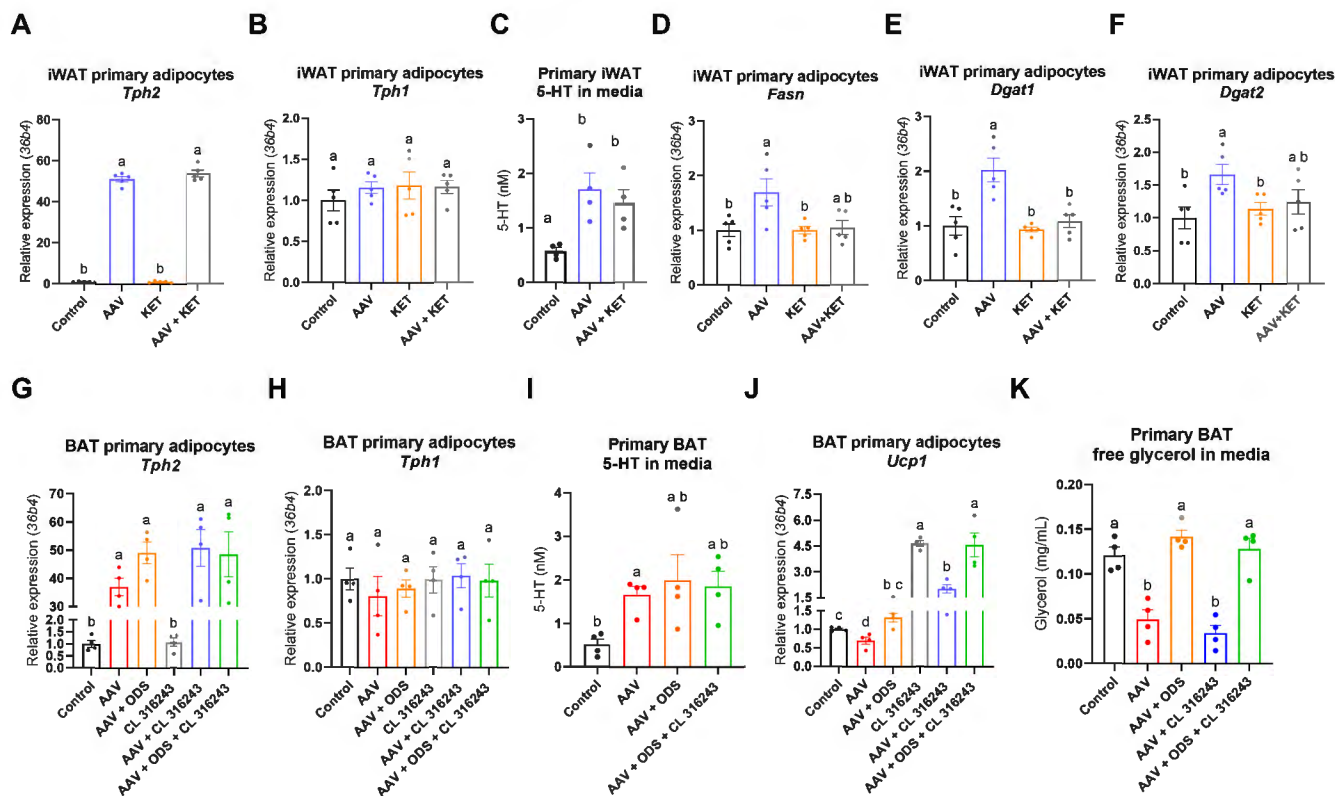 A
iWAT primary adipocytes
Tph2
Relative expression (36b4)
80
60
40
20
0
b
a
b
a
Control
AAV
KET
AAV + KET
B
iWAT primary adipocytes
Tph1
Relative expression (36b4)
2.0
1.5
1.0
0.5
0.0
a
a
a
a
Control
AAV
KET
AAV + KET
C
Primary iWAT
5-HT in media
5-HT (nM)
3
2
1
0
a
b
b
Control
AAV
AAV + KET
D
iWAT primary adipocytes
Fasn
Relative expression (36b4)
3
2
1
0
b
a
b
a b
Control
AAV
KET
AAV+KET
E
iWAT primary adipocytes
Dgat1
Relative expression (36b4)
3
2
1
0
b
a
b
b
Control
AAV
KET
AAV + KET
F
iWAT primary adipocytes
Dgat2
Relative expression (36b4)
2.5
2.0
1.5
1.0
0.5
0.0
b
a
b
a b
Control
AAV
KET
AAV+KET
G
BAT primary adipocytes
Tph2
Relative expression (36b4)
70
60
50
40
30
2.0
1.5
1.0
0.5
0.0
b
a
a
b
a
a
Control
AAV
AAV + ODS
CL 316243
AAV + CL 316243
AAV + ODS + CL 316243
H
BAT primary adipocytes
Tph1
Relative expression (36b4)
2.0
1.5
1.0
0.5
0.0
a
a
a
a
a
a
Control
AAV
AAV + ODS
CL 316243
AAV + CL 316243
AAV + ODS + CL 316243
I
Primary BAT
5-HT in media
5-HT (nM)
4
3
2
1
0
b
a
a b
a b
Control
AAV
AAV + ODS
AAV + ODS + CL 316243
J
BAT primary adipocytes
Ucp1
Relative expression (36b4)
7.5
6.0
4.5
3.0
1.5
1.5
1.0
0.5
0.0
c
d
b c
a
b
a
Control
AAV
AAV + ODS
CL 316243
AAV + CL 316243
AAV + ODS + CL 316243
K
Primary BAT
free glycerol in media
Glycerol (mg/mL)
0.20
0.15
0.10
0.05
0.00
a
b
a
b
a
Control
AAV
AAV + ODS
AAV + CL 316243
AAV + ODS + CL 316243